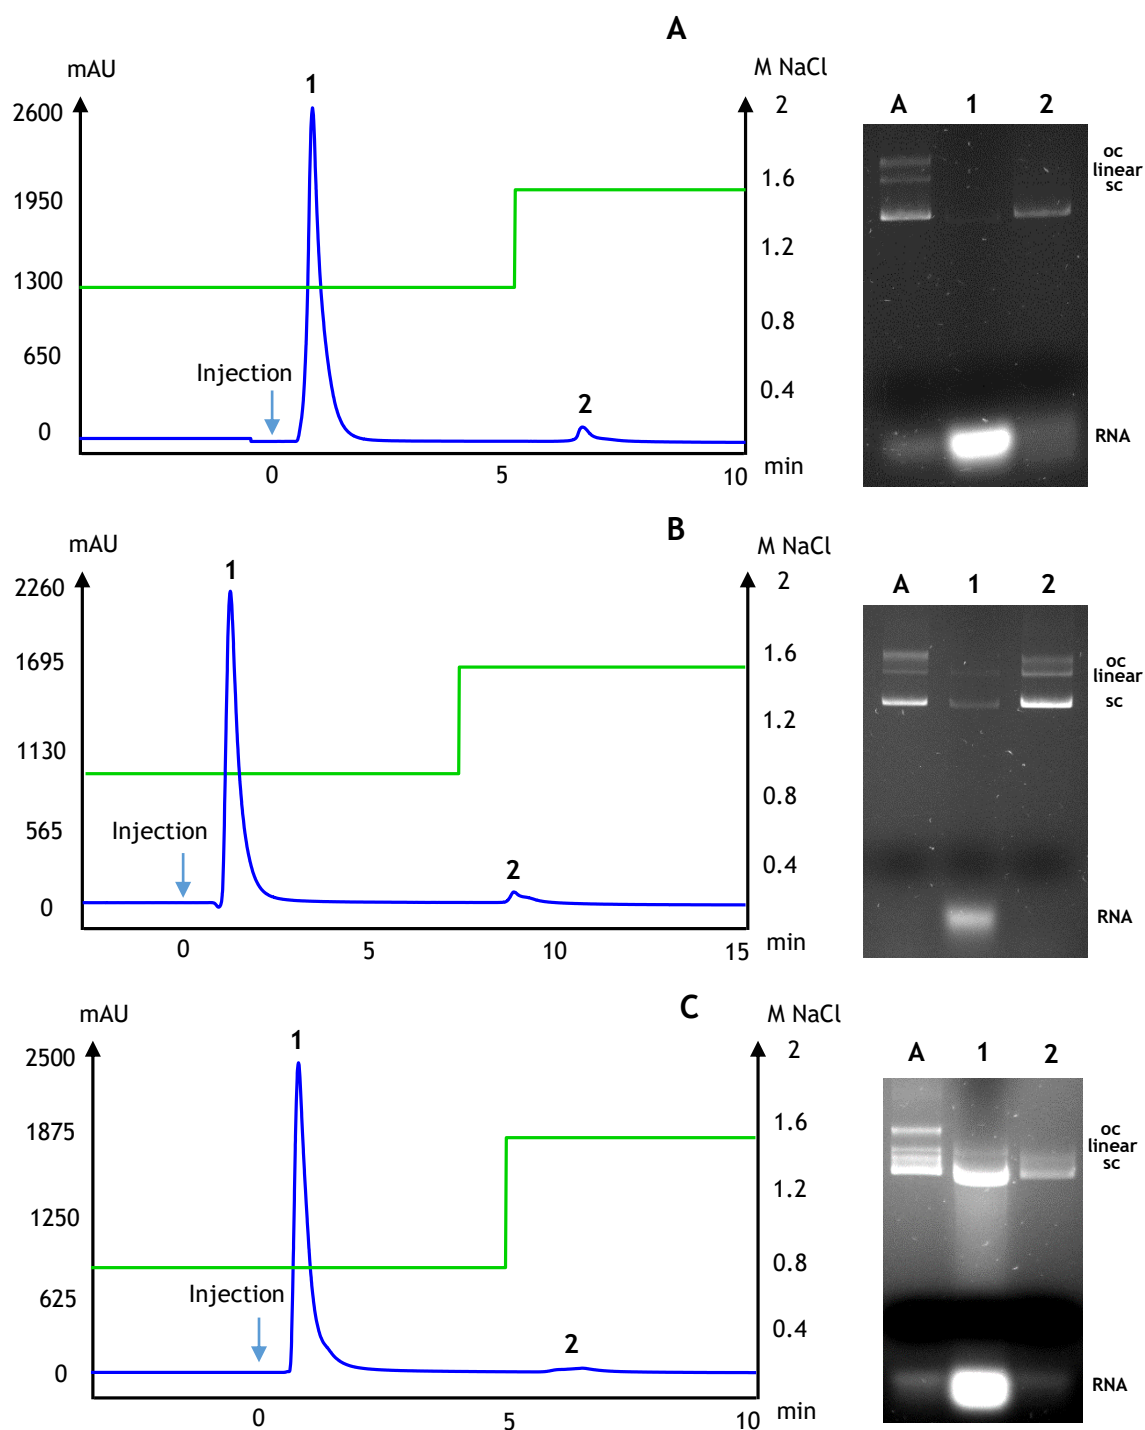 A
mAU
M NaCl
1
2
2600
1950
1300
650
0
2
1.6
1.2
0.8
0.4
Injection
0
5
10
min
A 1 2
oc
linear
sc
RNA
B
mAU
M NaCl
1
2
2260
1695
1130
565
0
2
1.6
1.2
0.8
0.4
Injection
0
5
10
15
min
A 1 2
oc
linear
sc
RNA
C
mAU
M NaCl
1
2
2500
1875
1250
625
0
2
1.6
1.2
0.8
0.4
Injection
0
5
10
min
A 1 2
oc
linear
sc
RNA